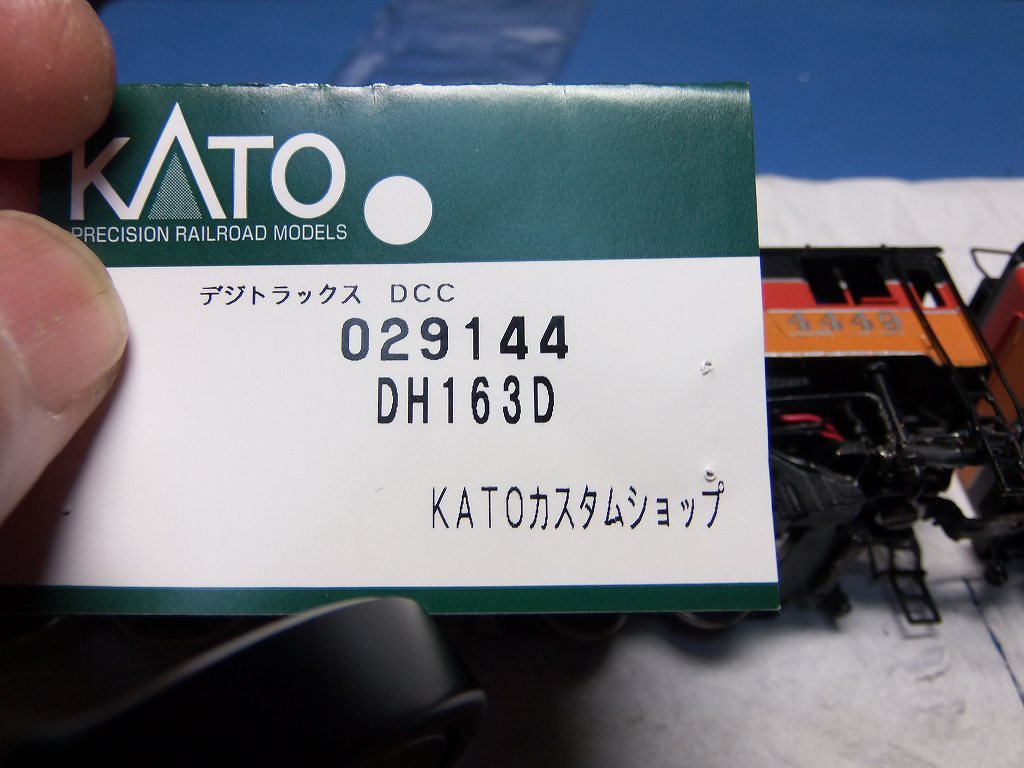 KATO
PRECISION RAILROAD MODELS
デジトラックス DCC
029144
DH163D
KATOカスタムショップ
4449